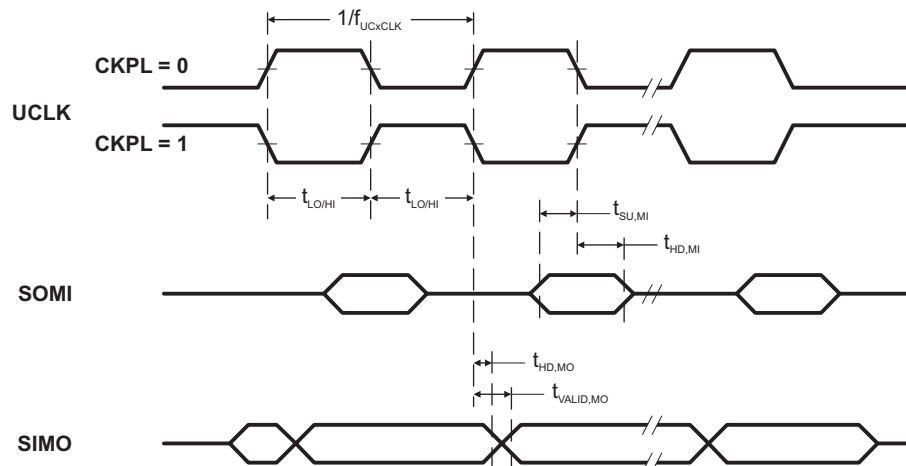 1/fUCxCLK
CKPL = 0
UCLK
CKPL = 1
tLO/HI tLO/HI
tSU,MI
tHD,MI
SOMI
tHD,MO
tVALID,MO
SIMO